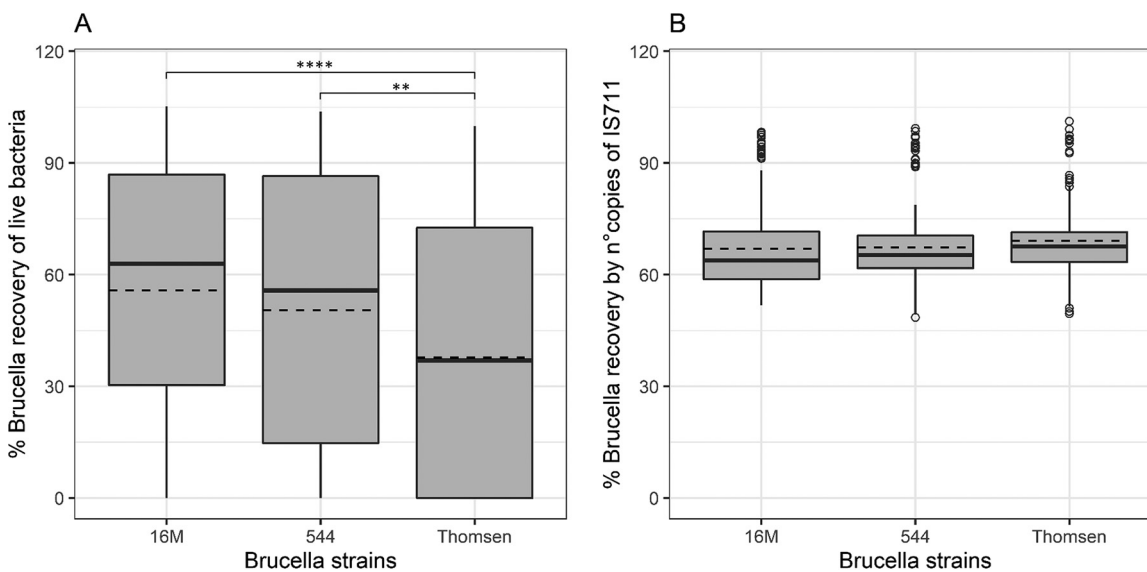 A
% Brucella recovery of live bacteria
120
90
60
30
0
****
**
16M 544 Thomsen
Brucella strains
B
% Brucella recovery by n°copies of IS711
120
90
60
30
0
16M 544 Thomsen
Brucella strains